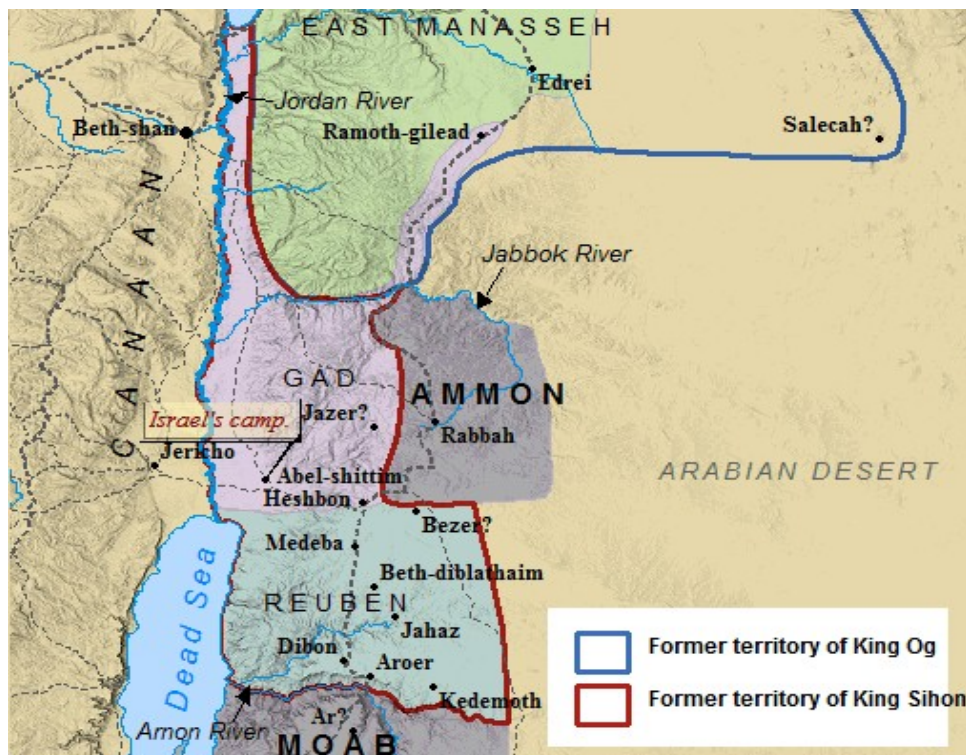 EAST MANASSEH
Edrei
Jordan River
Beth-shan
Ramoth-gilead
Salecah?
CANAAN
Jabbok River
GAD
AMMON
Israel's camp.
Jazer?
Rabbah
Jericho
ARABIAN DESERT
Abel-shittim
Heshbon
Bezer?
Medeba
Beth-diblathaim
Dead Sea
REUBEN
Jahaz
Dibon
Aroer
Kedemoth
Arnon River
Ar?
MOAB
Former territory of King Og
Former territory of King Sihon